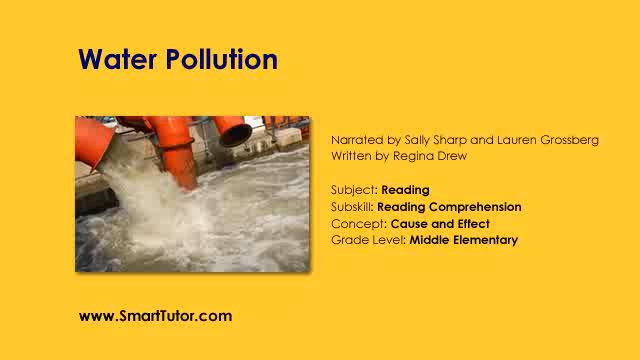 Water Pollution
Narrated by Sally Sharp and Lauren Grossberg
Written by Regina Drew
Subject: Reading
Subskill: Reading Comprehension
Concept: Cause and Effect
Grade Level: Middle Elementary
www.SmartTutor.com